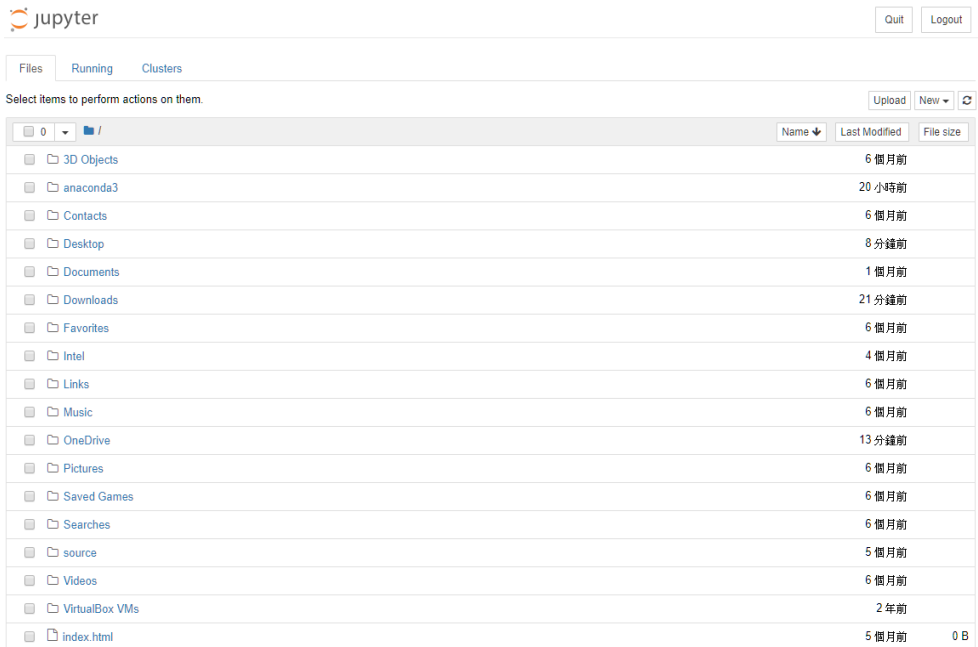 jupyter Quit Logout
Files Running Clusters
Select items to perform actions on them. Upload New
0 / Name Last Modified File size
3D Objects 6 個月前
anaconda3 20 小時前
Contacts 6 個月前
Desktop 8 分鐘前
Documents 1 個月前
Downloads 21 分鐘前
Favorites 6 個月前
Intel 4 個月前
Links 6 個月前
Music 6 個月前
OneDrive 13 分鐘前
Pictures 6 個月前
Saved Games 6 個月前
Searches 6 個月前
source 5 個月前
Videos 6 個月前
VirtualBox VMs 2 年前
index.html 5 個月前 0 B